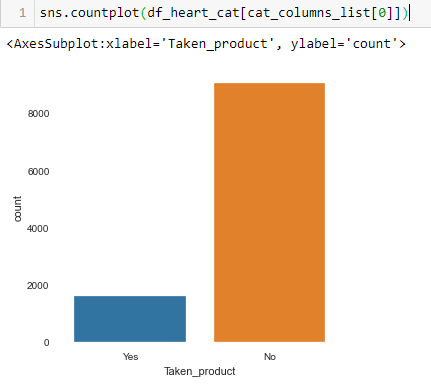 1 sns.countplot(df_heart_cat[cat_columns_list[0]])
<AxesSubplot:xlabel='Taken_product', ylabel='count'>
8000
6000
4000
2000
0
count
Yes No
Taken_product